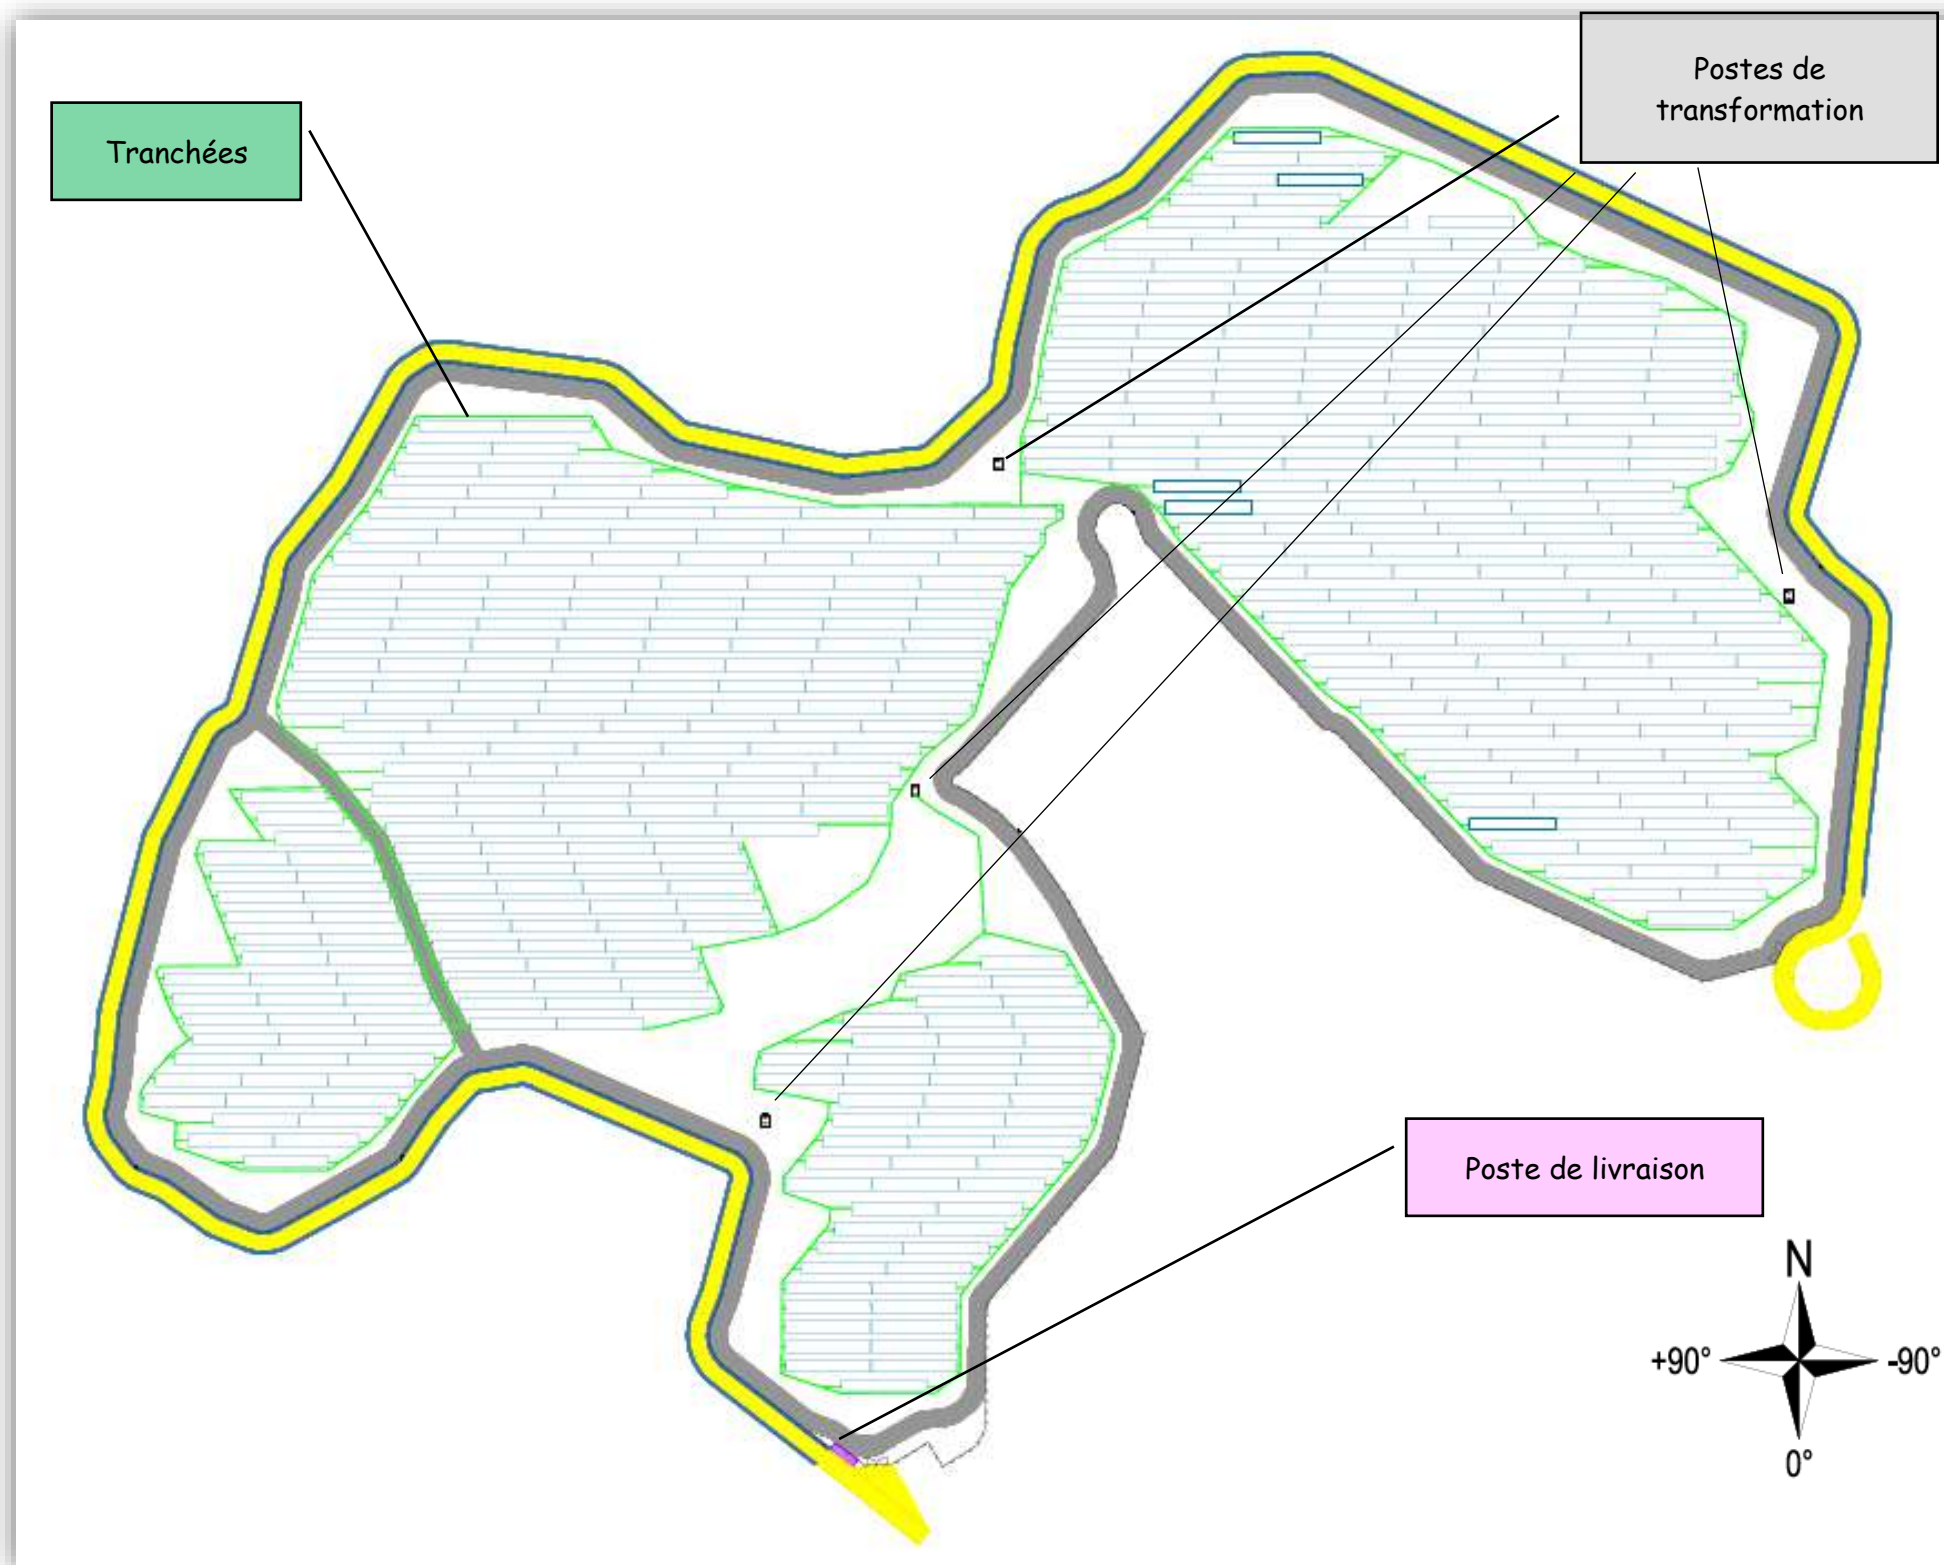 Postes de
transformation
Tranchées
Poste de livraison
N
+90°
-90°
0°